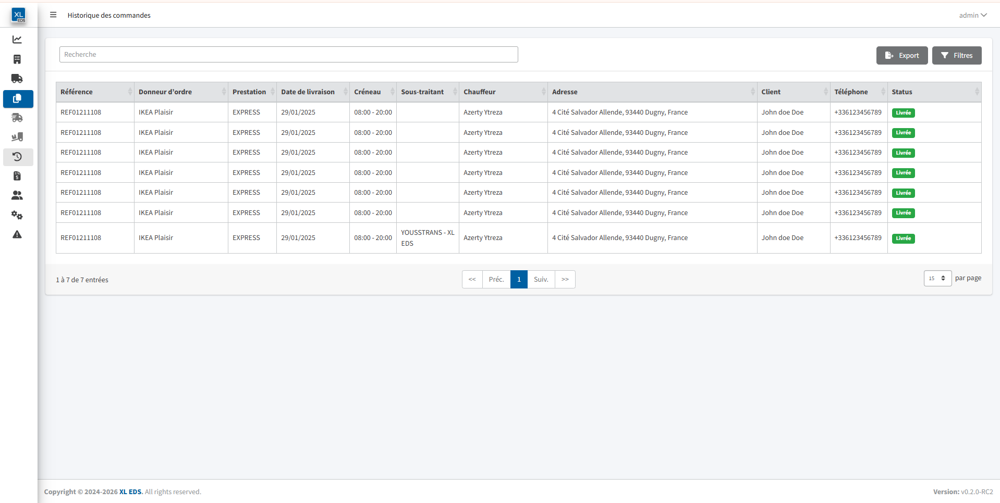 XL
EDS
Historique des commandes
admin
Recherche
Export
Filtres
Référence Donneur d’ordre Prestation Date de livraison Créneau Sous-traitant Chauffeur Adresse Client Téléphone Status
REF01211108 IKEA Plaisir EXPRESS 29/01/2025 08:00 - 20:00 Azerty Ytreza 4 Cité Salvador Allende, 93440 Dugny, France John doe Doe +336123456789 Livrée
REF01211108 IKEA Plaisir EXPRESS 29/01/2025 08:00 - 20:00 Azerty Ytreza 4 Cité Salvador Allende, 93440 Dugny, France John doe Doe +336123456789 Livrée
REF01211108 IKEA Plaisir EXPRESS 29/01/2025 08:00 - 20:00 Azerty Ytreza 4 Cité Salvador Allende, 93440 Dugny, France John doe Doe +336123456789 Livrée
REF01211108 IKEA Plaisir EXPRESS 29/01/2025 08:00 - 20:00 Azerty Ytreza 4 Cité Salvador Allende, 93440 Dugny, France John doe Doe +336123456789 Livrée
REF01211108 IKEA Plaisir EXPRESS 29/01/2025 08:00 - 20:00 Azerty Ytreza 4 Cité Salvador Allende, 93440 Dugny, France John doe Doe +336123456789 Livrée
REF01211108 IKEA Plaisir EXPRESS 29/01/2025 08:00 - 20:00 Azerty Ytreza 4 Cité Salvador Allende, 93440 Dugny, France John doe Doe +336123456789 Livrée
REF01211108 IKEA Plaisir EXPRESS 29/01/2025 08:00 - 20:00 YOUSSTRANS - XL EDS Azerty Ytreza 4 Cité Salvador Allende, 93440 Dugny, France John doe Doe +336123456789 Livrée
1 à 7 de 7 entrées
<< Préc. 1 Suiv. >>
15 par page
Copyright © 2024-2026 XL EDS. All rights reserved.
Version: v0.2.0-RC2